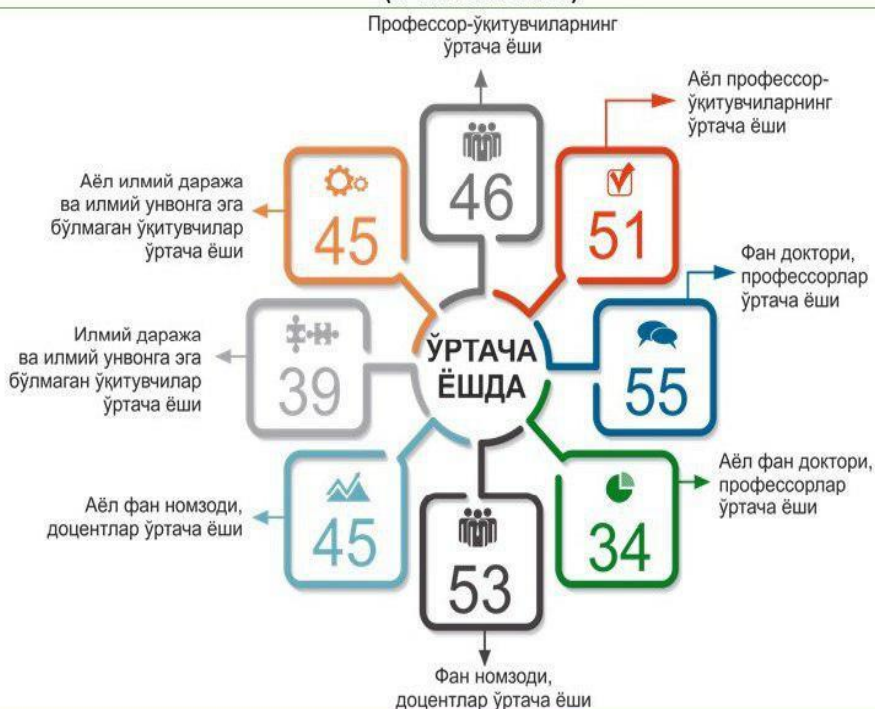 Профессор-ўқитувчиларнинг
ўртача ёши
46
Аёл профессор-
ўқитувчиларнинг
ўртача ёши
51
Фан доктори,
профессорлар
ўртача ёши
55
Аёл фан доктори,
профессорлар
ўртача ёши
34
53
Фан номзоди,
доцентлар ўртача ёши
Аёл фан номзоди,
доцентлар ўртача ёши
45
Илмий даража
ва илмий унвонга эга
бўлмаган ўқитувчилар
ўртача ёши
39
Аёл илмий даража
ва илмий унвонга эга
бўлмаган ўқитувчилар
ўртача ёши
45
ЎРТАЧА
ЁШДА